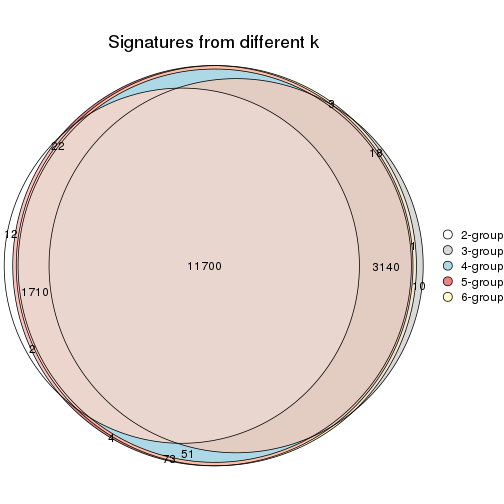 Signatures from different k
3
22
18
12
1
11700
3140
10
1710
2
4
51
73
2-group
3-group
4-group
5-group
6-group